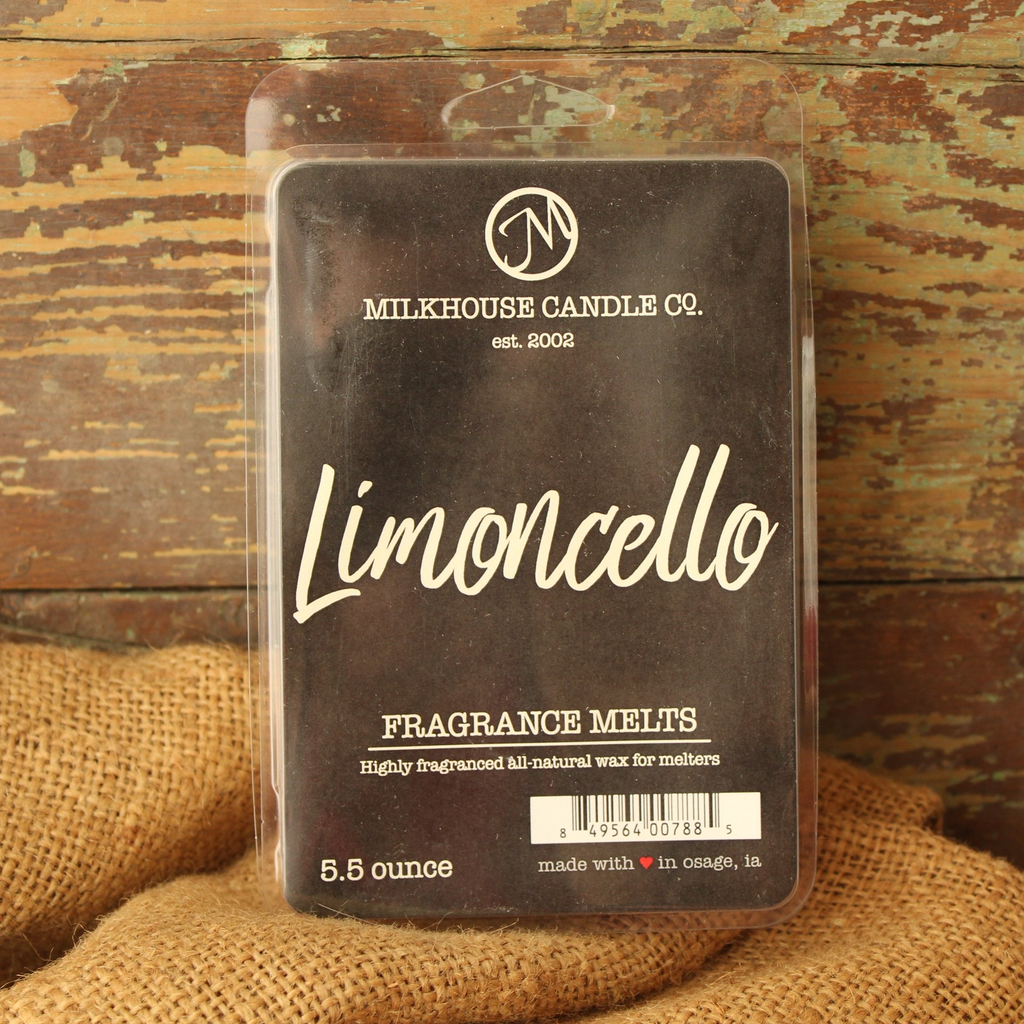 M
MILKHOUSE CANDLE Co.
est. 2002
Limoncello
FRAGRANCE MELTS
Highly fragranced all-natural wax for melters
8 49564 00788 5
5.5 ounce
made with ♥ in osage, ia